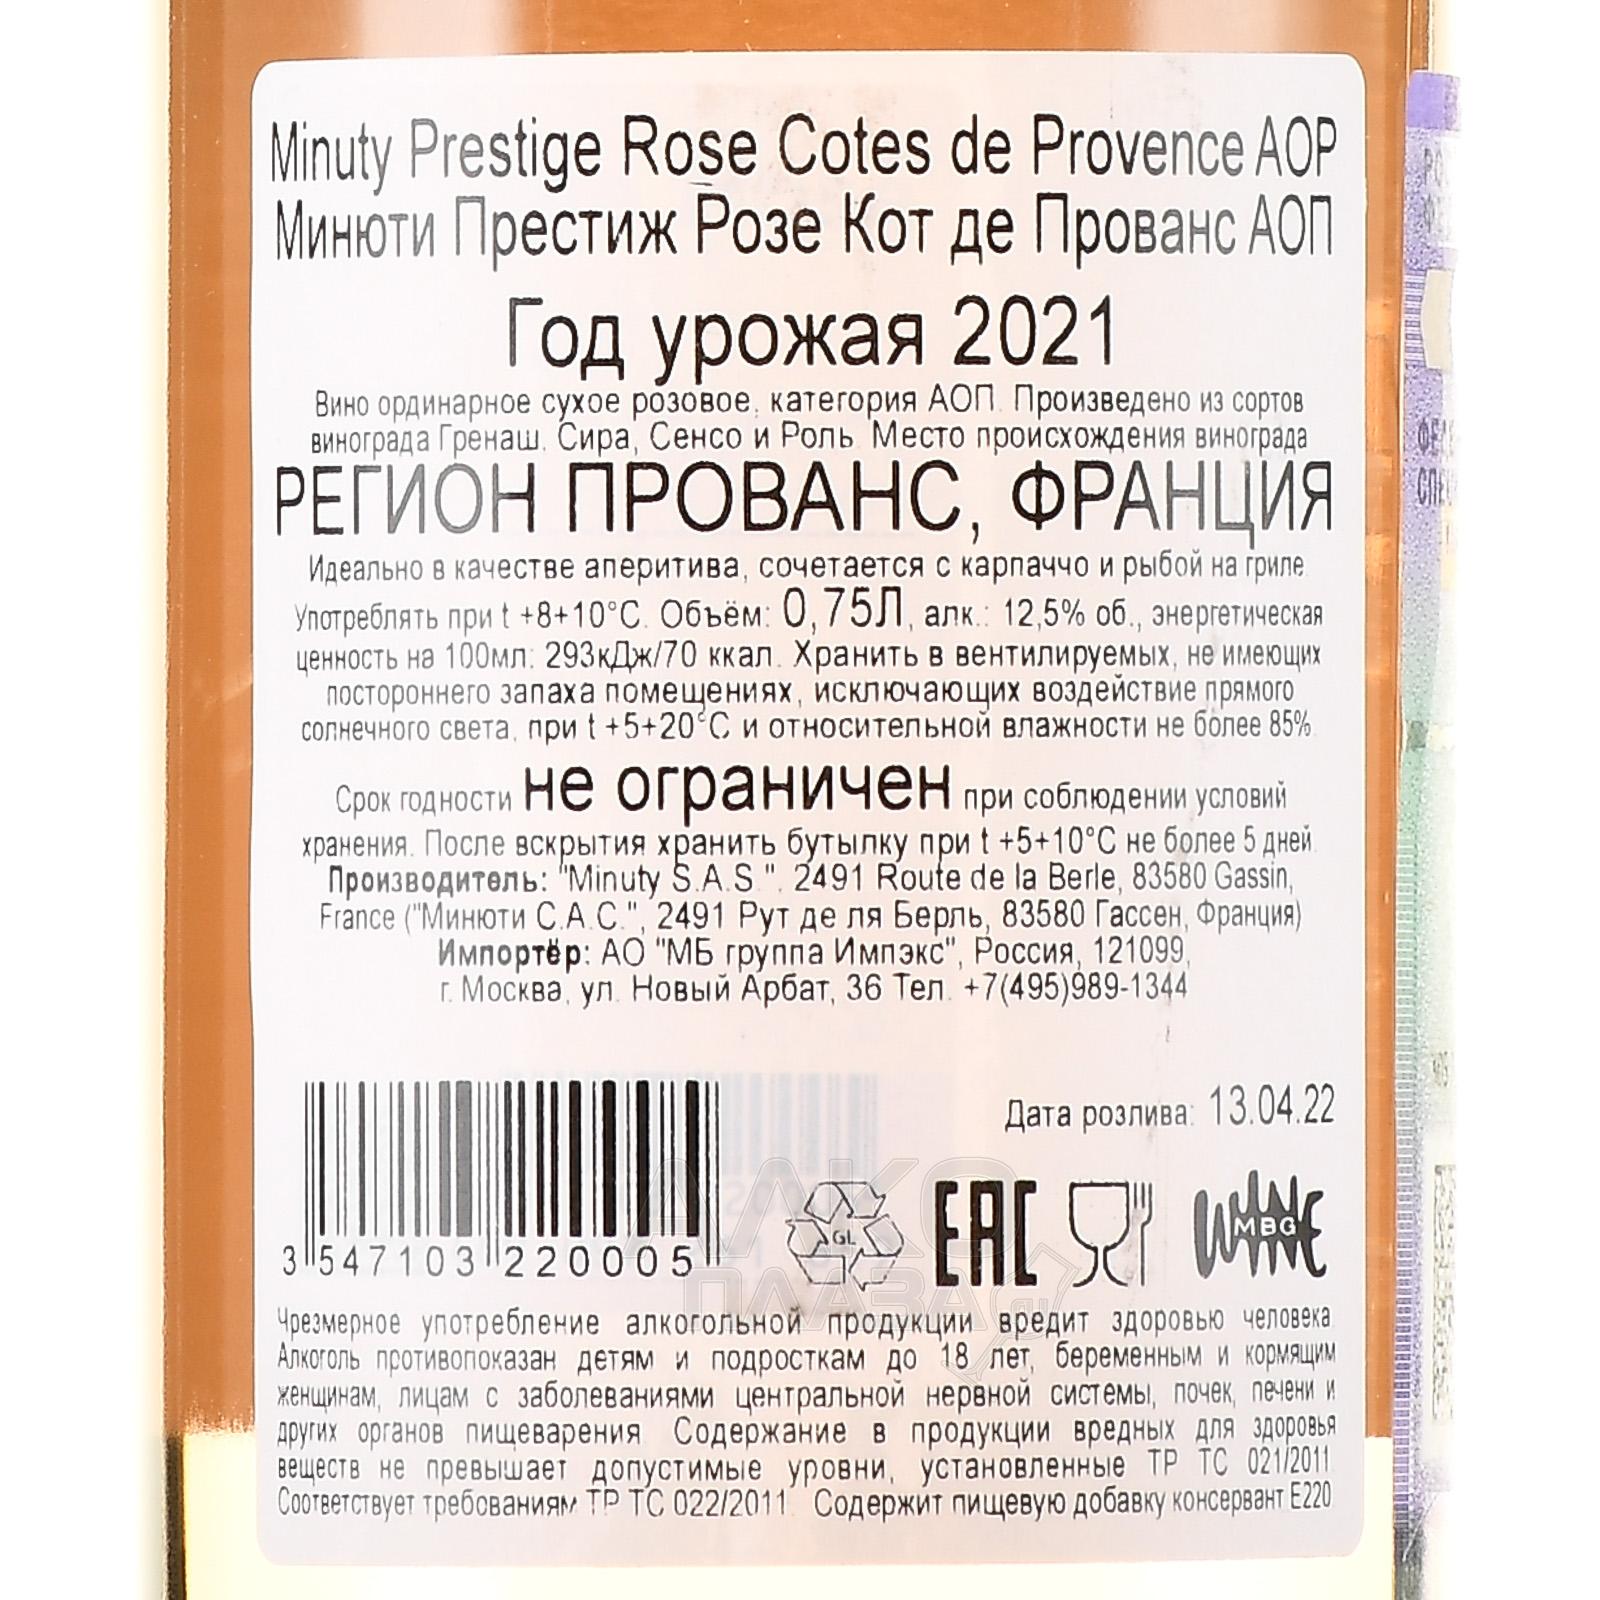 Minuty Prestige Rose Cotes de Provence AOP
Минюти Престиж Розе Кот де Прованс АОП
Год урожая 2021
Вино ординарное сухое розовое, категория АОП. Произведено из сортов
винограда Гренаш, Сира, Сенсо и Роль. Место происхождения винограда
РЕГИОН ПРОВАНС, ФРАНЦИЯ
Идеально в качестве аперитива, сочетается с карпаччо и рыбой на гриле.
Употреблять при t +8+10°С. Объём: 0,75Л, алк.: 12,5% об., энергетическая
ценность на 100мл: 293кДж/70 ккал. Хранить в вентилируемых, не имеющих
постороннего запаха помещениях, исключающих воздействие прямого
солнечного света, при t +5+20°С и относительной влажности не более 85%.
Срок годности не ограничен при соблюдении условий
хранения. После вскрытия хранить бутылку при t +5+10°С не более 5 дней.
Производитель: "Minuty S.A.S.", 2491 Route de la Berle, 83580 Gassin,
France ("Минюти С.А.С.", 2491 Рут де ля Берль, 83580 Гассен, Франция)
Импортёр: АО "МБ группа Импэкс", Россия, 121099,
г. Москва, ул. Новый Арбат, 36 Тел. +7(495)989-1344
Дата розлива: 13.04.22
3 547103 220005
GL
EAC
WINE
MBG
АЛКО
ПЛАЗА
ru
Чрезмерное употребление алкогольной продукции вредит здоровью человека.
Алкоголь противопоказан детям и подросткам до 18 лет, беременным и кормящим
женщинам, лицам с заболеваниями центральной нервной системы, почек, печени и
других органов пищеварения. Содержание в продукции вредных для здоровья
веществ не превышает допустимые уровни, установленные ТР ТС 021/2011.
Соответствует требованиям ТР ТС 022/2011. Содержит пищевую добавку консервант Е220